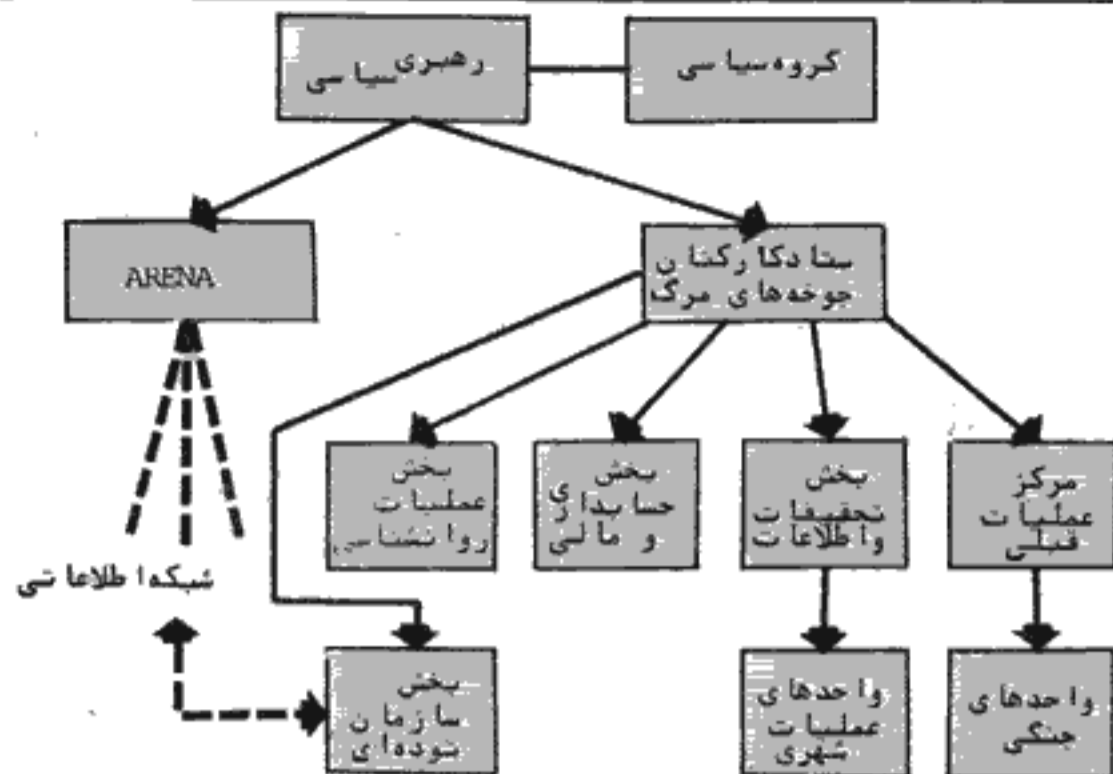 گروه سیاسی
رهبری سیاسی
ستاد کارکنان
جوخه‌های مرگ
ARENA
مرکز
عملیات
قبلی
بخش
تحقیقات
و اطلاعات
بخش
حسابداری
و مالی
بخش
عملیات
روانشناسی
شبکه اطلاعاتی
واحدهای
جنگی
واحدهای
عملیات
شهری
بخش
سازمان
توده‌ای